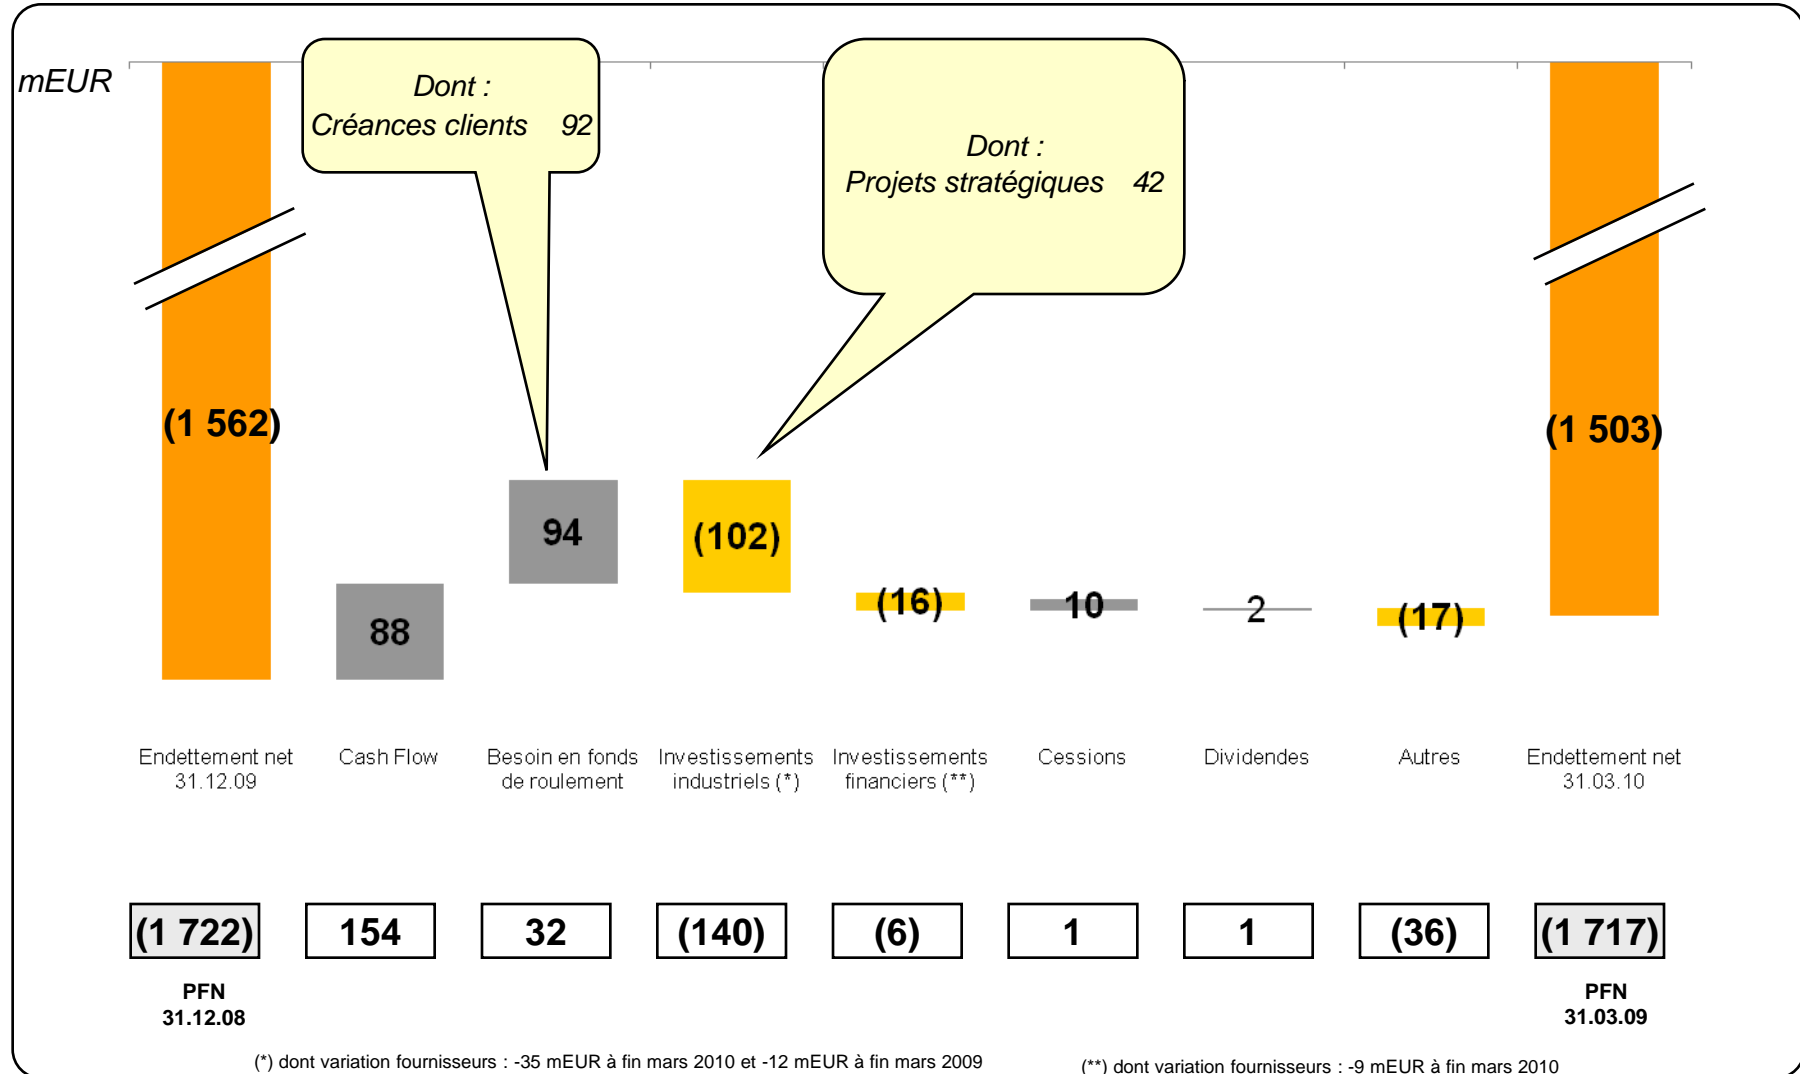 mEUR
Dont :
Créances clients 92
Dont :
Projets stratégiques 42
(1 562)
88
94
(102)
(16)
10
2
(17)
(1 503)
Endettement net
31.12.09
Cash Flow
Besoin en fonds
de roulement
Investissements
industriels (*)
Investissements
financiers (**)
Cessions
Dividendes
Autres
Endettement net
31.03.10
(1 722)
154
32
(140)
(6)
1
1
(36)
(1 717)
PFN
31.12.08
PFN
31.03.09
(*) dont variation fournisseurs : -35 mEUR à fin mars 2010 et -12 mEUR à fin mars 2009
(**) dont variation fournisseurs : -9 mEUR à fin mars 2010